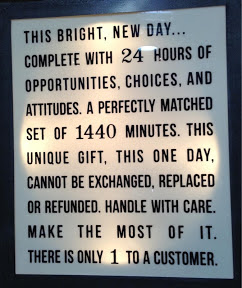 THIS BRIGHT, NEW DAY...
COMPLETE WITH 24 HOURS OF
OPPORTUNITIES, CHOICES, AND
ATTITUDES. A PERFECTLY MATCHED
SET OF 1440 MINUTES. THIS
UNIQUE GIFT, THIS ONE DAY,
CANNOT BE EXCHANGED, REPLACED
OR REFUNDED. HANDLE WITH CARE.
MAKE THE MOST OF IT.
THERE IS ONLY 1 TO A CUSTOMER.